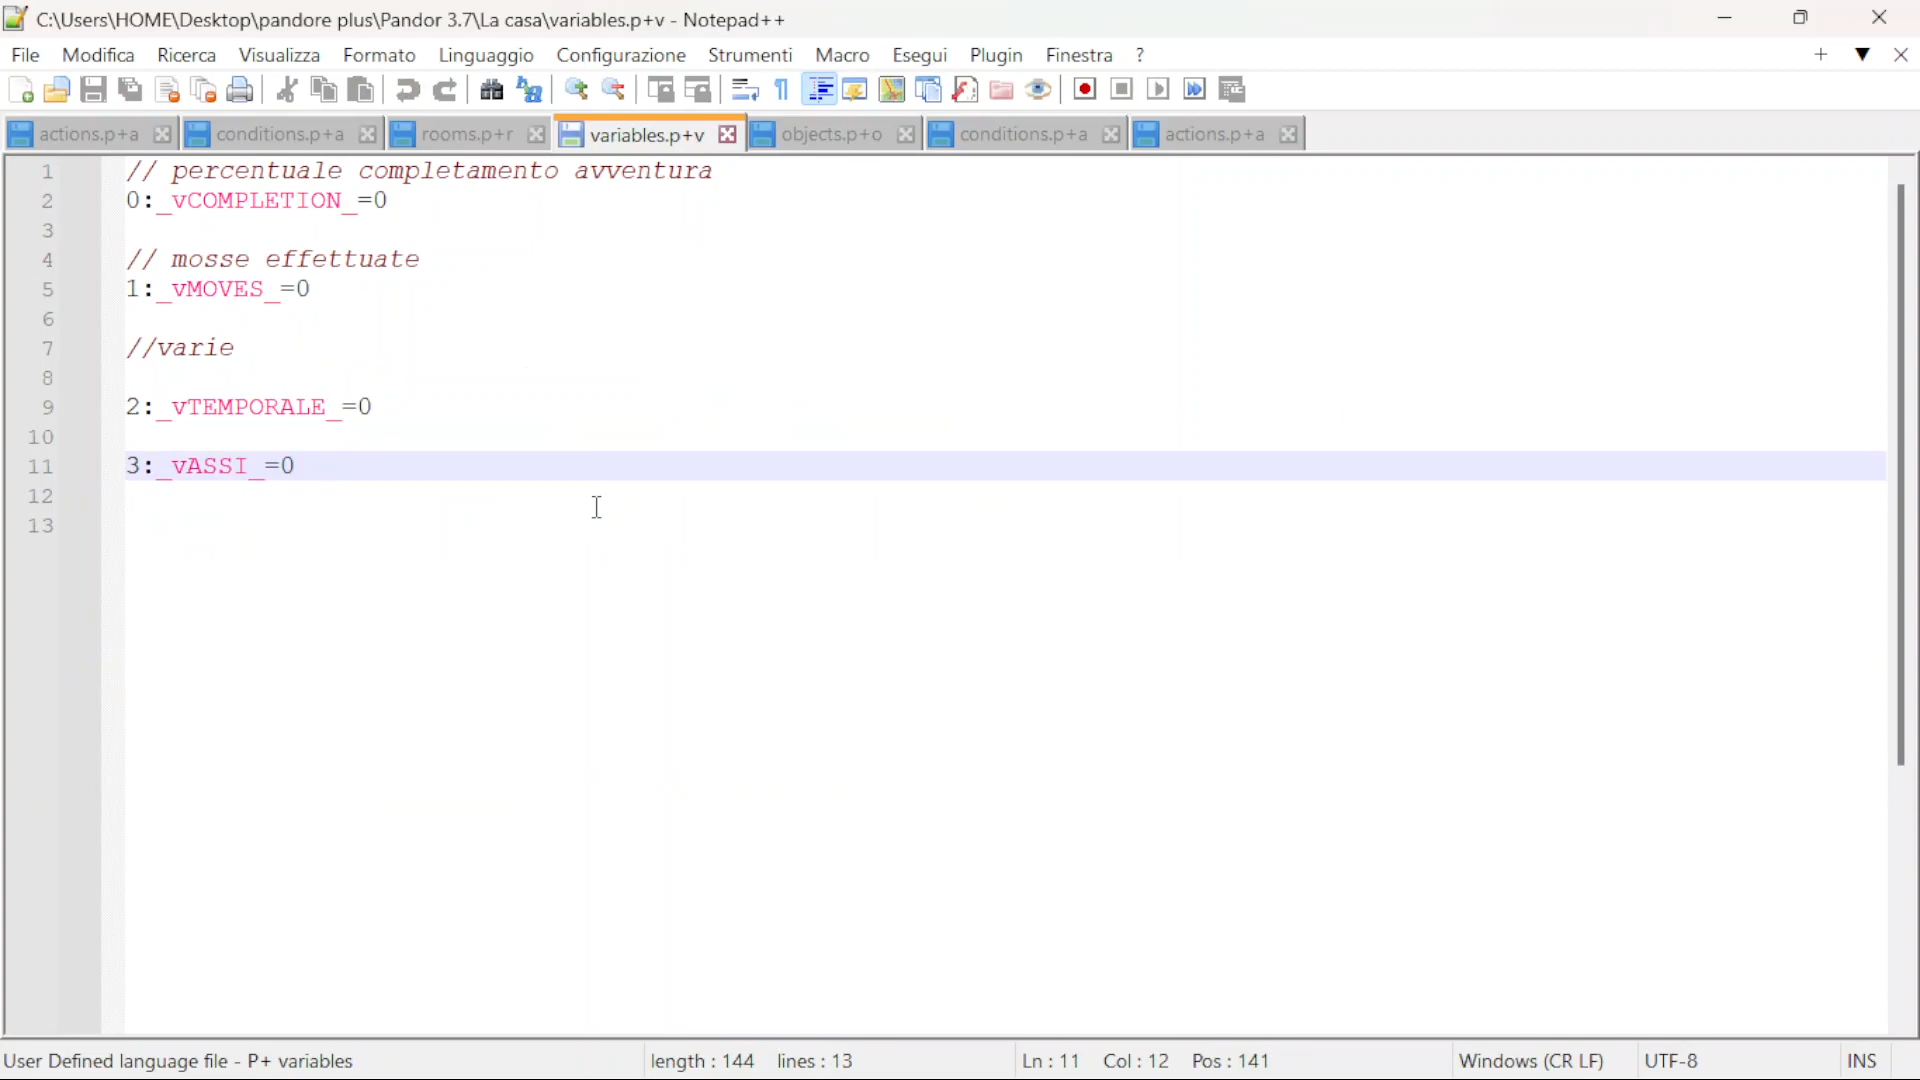 C:\Users\HOME\Desktop\pandore plus\Pandor 3.7\La casa\variables.p+v - Notepad++
File Modifica Ricerca Visualizza Formato Linguaggio Configurazione Strumenti Macro Esegui Plugin Finestra ?
actions.p+a conditions.p+a rooms.p+r variables.p+v objects.p+o conditions.p+a actions.p+a
1 // percentuale completamento avventura
2 0:_vCOMPLETION_=0
3
4 // mosse effettuate
5 1:_vMOVES_=0
6
7 //varie
8
9 2:_vTEMPORALE_=0
10
11 3:_vASSI_=0
12
13
User Defined language file - P+ variables length : 144 lines : 13 Ln : 11 Col : 12 Pos : 141 Windows (CR LF) UTF-8 INS